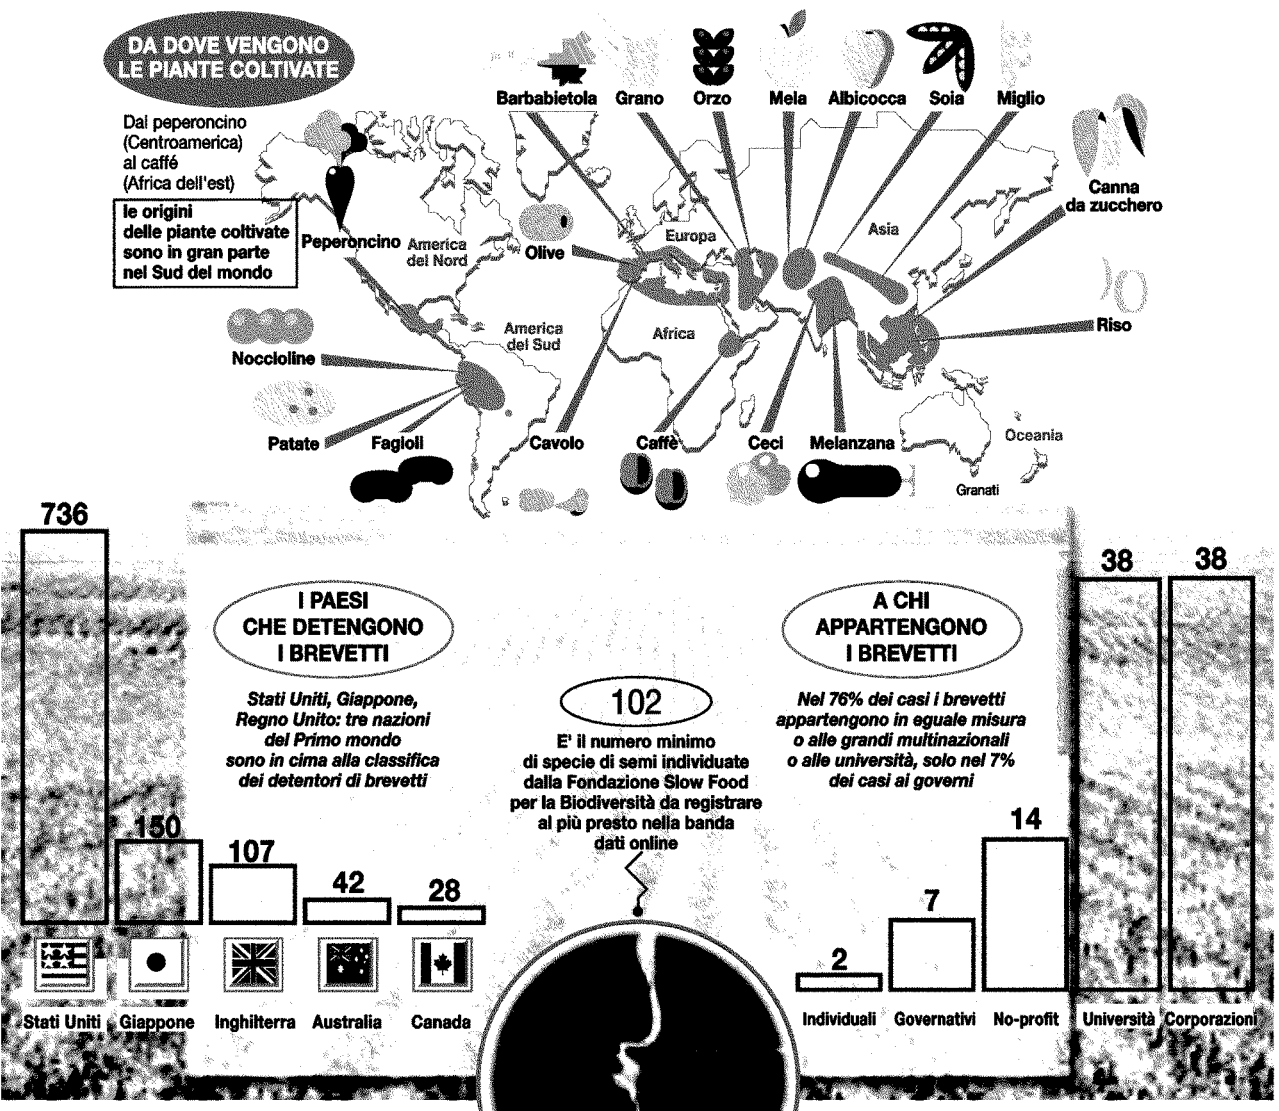 DA DOVE VENGONO
LE PIANTE COLTIVATE
Dal peperoncino
(Centroamerica)
al caffé
(Africa dell'est)
le origini
delle piante coltivate
sono in gran parte
nel Sud del mondo
Barbabietola
Grano
Orzo
Mela
Albicocca
Soia
Miglio
Canna
da zucchero
Peperoncino
America
del Nord
Olive
Europa
Asia
Riso
Noccioline
America
del Sud
Africa
Patate
Fagioli
Cavolo
Caffè
Ceci
Melanzana
Oceania
Granati
736
150
107
42
28
I PAESI
CHE DETENGONO
I BREVETTI
Stati Uniti, Giappone,
Regno Unito: tre nazioni
del Primo mondo
sono in cima alla classifica
dei detentori di brevetti
Stati Uniti
Giappone
Inghilterra
Australia
Canada
102
E' il numero minimo
di specie di semi individuate
dalla Fondazione Slow Food
per la Biodiversità da registrare
al più presto nella banda
dati online
A CHI
APPARTENGONO
I BREVETTI
Nel 76% dei casi i brevetti
appartengono in eguale misura
o alle grandi multinazionali
o alle università, solo nel 7%
dei casi ai governi
2
7
14
38
38
Individuali
Governativi
No-profit
Università
Corporazioni